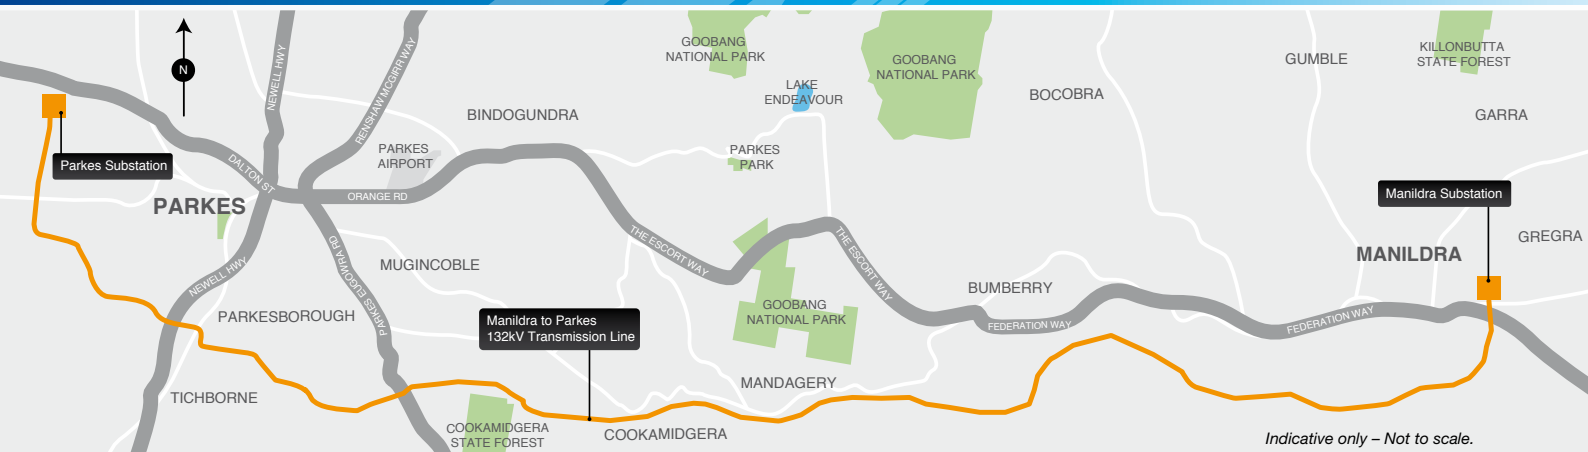 GOOBANG
NATIONAL PARK
GOOBANG
NATIONAL PARK
KILLONBUTTA
STATE FOREST
GUMBLE
N
NEWELL HWY
RENSHAW MCGIRR WAY
LAKE
ENDEAVOUR
BOCOBRA
GARRA
BINDOGUNDRA
Parkes Substation
DALTON ST
PARKES
AIRPORT
PARKES
PARK
ORANGE RD
PARKES
Manildra Substation
THE ESCORT WAY
THE ESCORT WAY
MANILDRA
GREGRA
NEWELL HWY
PARKES EUGOWRA RD
MUGINCOBLE
BUMBERRY
GOOBANG
NATIONAL PARK
PARKESBOROUGH
Manildra to Parkes
132kV Transmission Line
FEDERATION WAY
FEDERATION WAY
MANDAGERY
TICHBORNE
COOKAMIDGERA
STATE FOREST
COOKAMIDGERA
Indicative only – Not to scale.